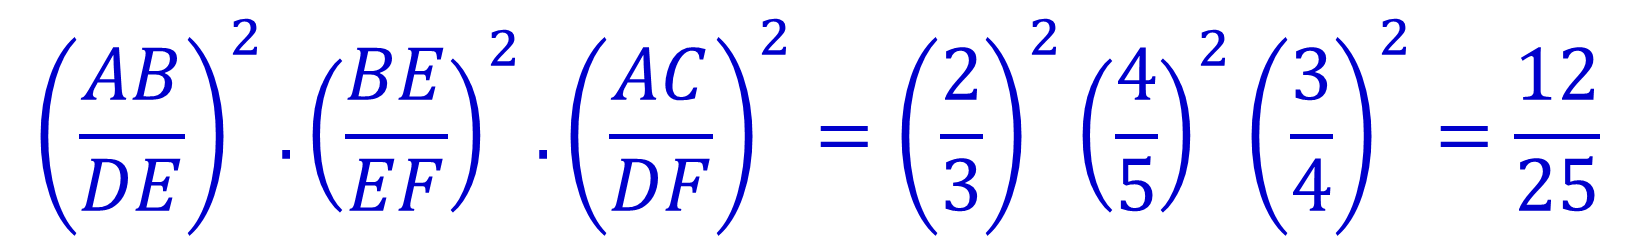 (AB/DE)² . (BE/EF)² . (AC/DF)² = (2/3)² (4/5)² (3/4)² = 12/25